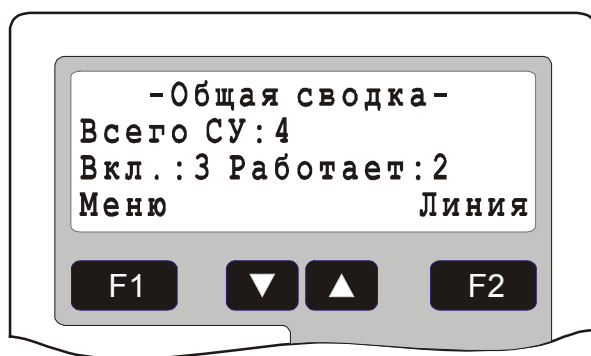 -Общая сводка-
Всего СУ:4
Вкл.:3 Работает:2
Меню Линия
F1 ▼ ▲ F2